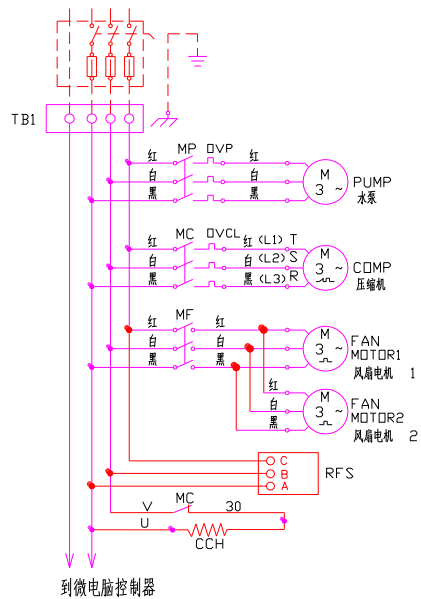 TB1
红 MP OVP 红
白 白
黑 黑
M
3 ~
PUMP
水泵
红 MC OVCL 红 (L1) T
白 白 (L2) S
黑 黑 (L3) R
M
3 ~
COMP
压缩机
红 MF 红
白 白
黑 黑
M
3 ~
FAN
MOTOR1
风扇电机 1
红
白
黑
M
3 ~
FAN
MOTOR2
风扇电机 2
C
B
A
RFS
V MC 30
U
CCH
到微电脑控制器